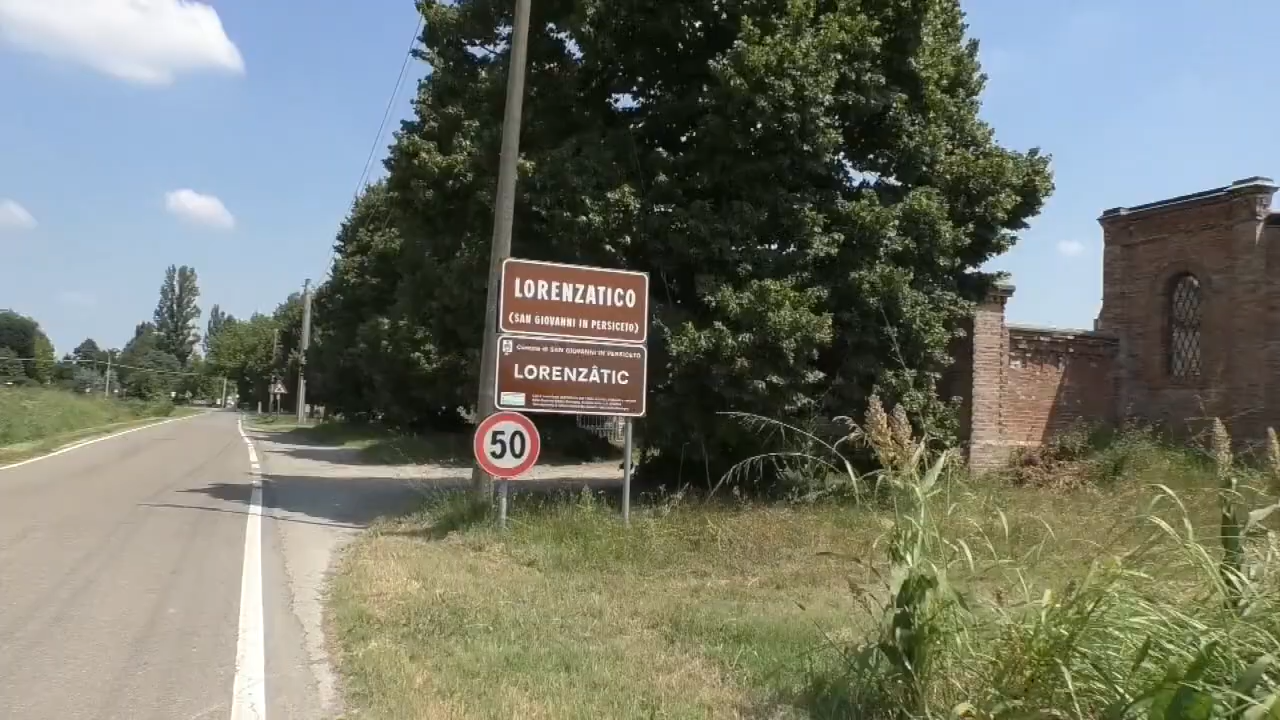 LORENZATICO
(SAN GIOVANNI IN PERSICETO)
Comune di SAN GIOVANNI IN PERSICETO
LORENZÂTIC
50